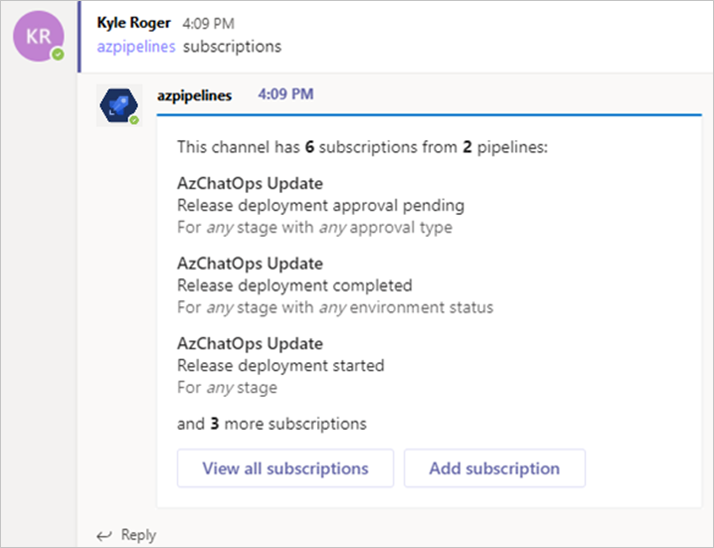 KR
Kyle Roger 4:09 PM
azpipelines subscriptions
azpipelines 4:09 PM
This channel has 6 subscriptions from 2 pipelines:
AzChatOps Update
Release deployment approval pending
For any stage with any approval type
AzChatOps Update
Release deployment completed
For any stage with any environment status
AzChatOps Update
Release deployment started
For any stage
and 3 more subscriptions
View all subscriptions Add subscription
Reply